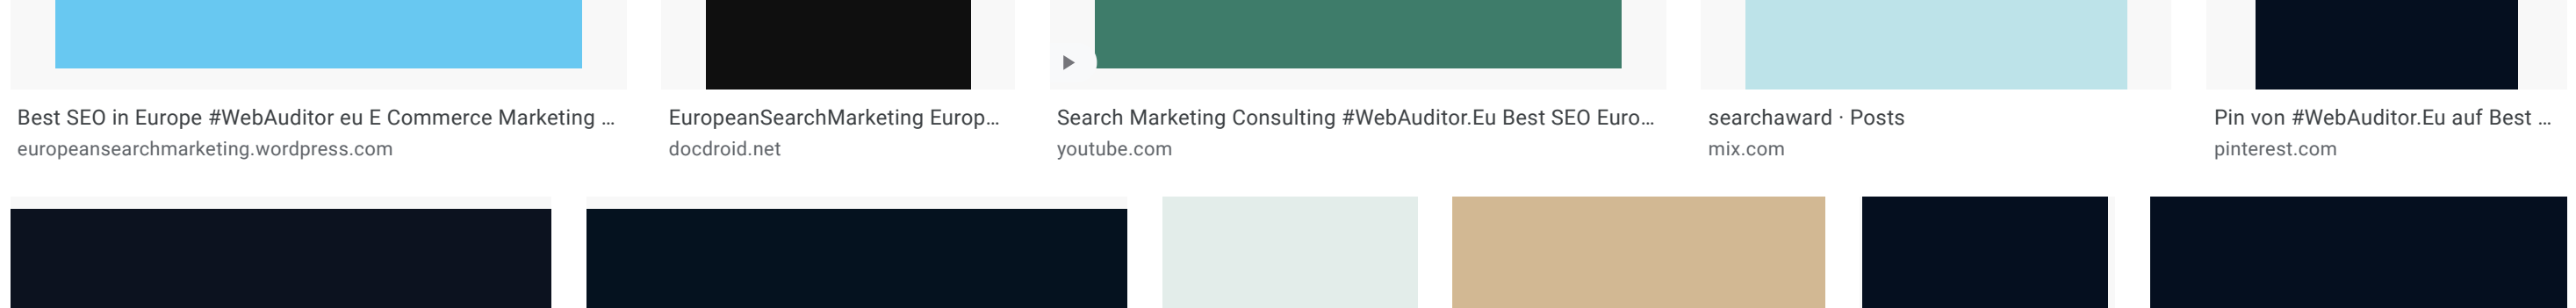 Best SEO in Europe #WebAuditor eu E Commerce Marketing ...
europeansearchmarketing.wordpress.com
EuropeanSearchMarketing Europ...
docdroid.net
Search Marketing Consulting #WebAuditor.Eu Best SEO Euro...
youtube.com
searchaward · Posts
mix.com
Pin von #WebAuditor.Eu auf Best ...
pinterest.com